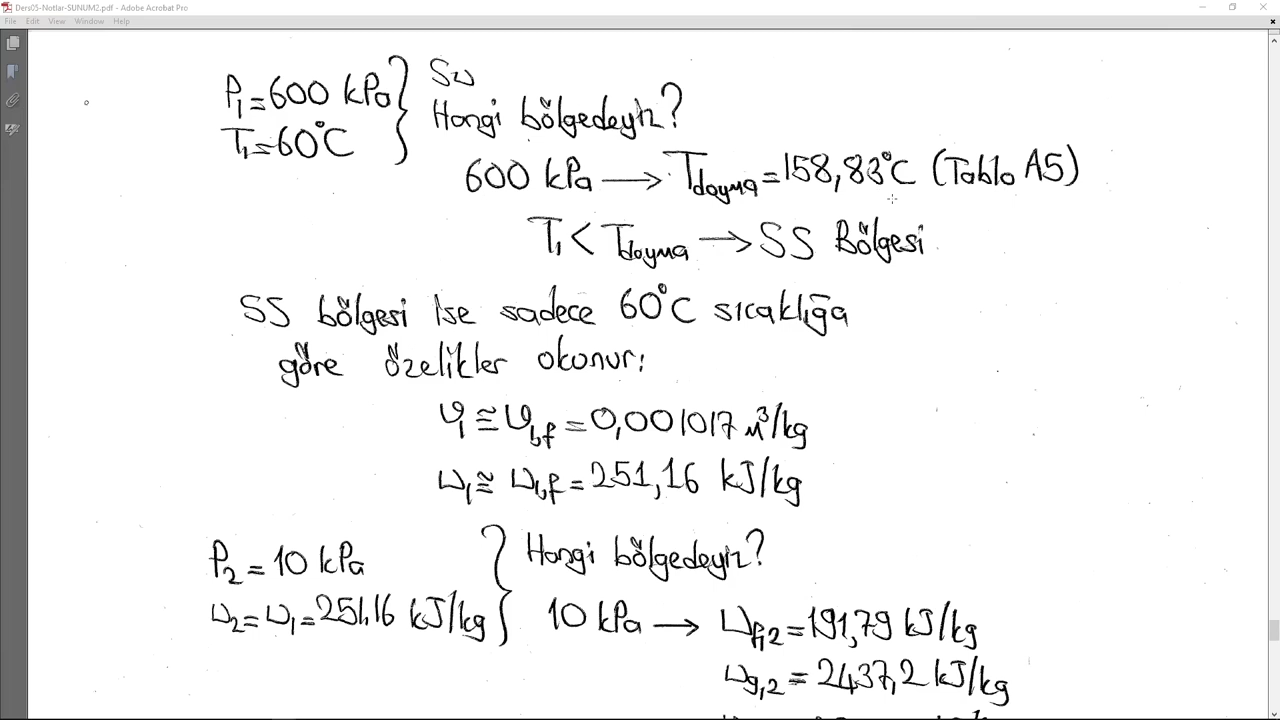 Ders05-Notlar-SUNUM2.pdf - Adobe Acrobat Pro
File Edit View Window Help
P₁=600 kPa
T₁=60°C
Su
Hangi bölgedeyiz?
600 kPa → Tdoyma=158,83°C (Tablo A5)
T₁ < Tdoyma → SS Bölgesi
SS bölgesi ise sadece 60°C sıcaklığa
göre özelikler okunur:
υ₁ ≅ υ₁,f = 0,001017 m³/kg
u₁ ≅ u₁,f = 251,16 kJ/kg
P₂ = 10 kPa
u₂ = u₁ = 251,16 kJ/kg
Hangi bölgedeyiz?
10 kPa → uf,2 = 191,79 kJ/kg
ug,2 = 2437,2 kJ/kg